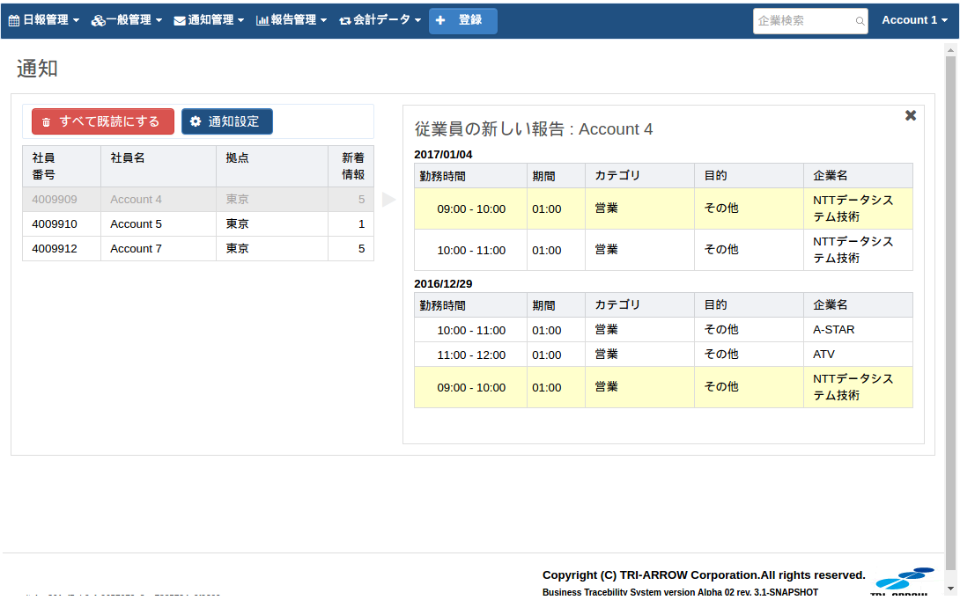 日報管理 一般管理 通知管理 報告管理 会計データ 登録 企業検索 Account 1
通知
すべて既読にする 通知設定
社員番号 社員名 拠点 新着情報
4009909 Account 4 東京 5
4009910 Account 5 東京 1
4009912 Account 7 東京 5
従業員の新しい報告 : Account 4
2017/01/04
勤務時間 期間 カテゴリ 目的 企業名
09:00 - 10:00 01:00 営業 その他 NTTデータシステム技術
10:00 - 11:00 01:00 営業 その他 NTTデータシステム技術
2016/12/29
勤務時間 期間 カテゴリ 目的 企業名
10:00 - 11:00 01:00 営業 その他 A-STAR
11:00 - 12:00 01:00 営業 その他 ATV
09:00 - 10:00 01:00 営業 その他 NTTデータシステム技術
Copyright (C) TRI-ARROW Corporation.All rights reserved.
Business Tracebility System version Alpha 02 rev. 3.1-SNAPSHOT
TRI-ARROW